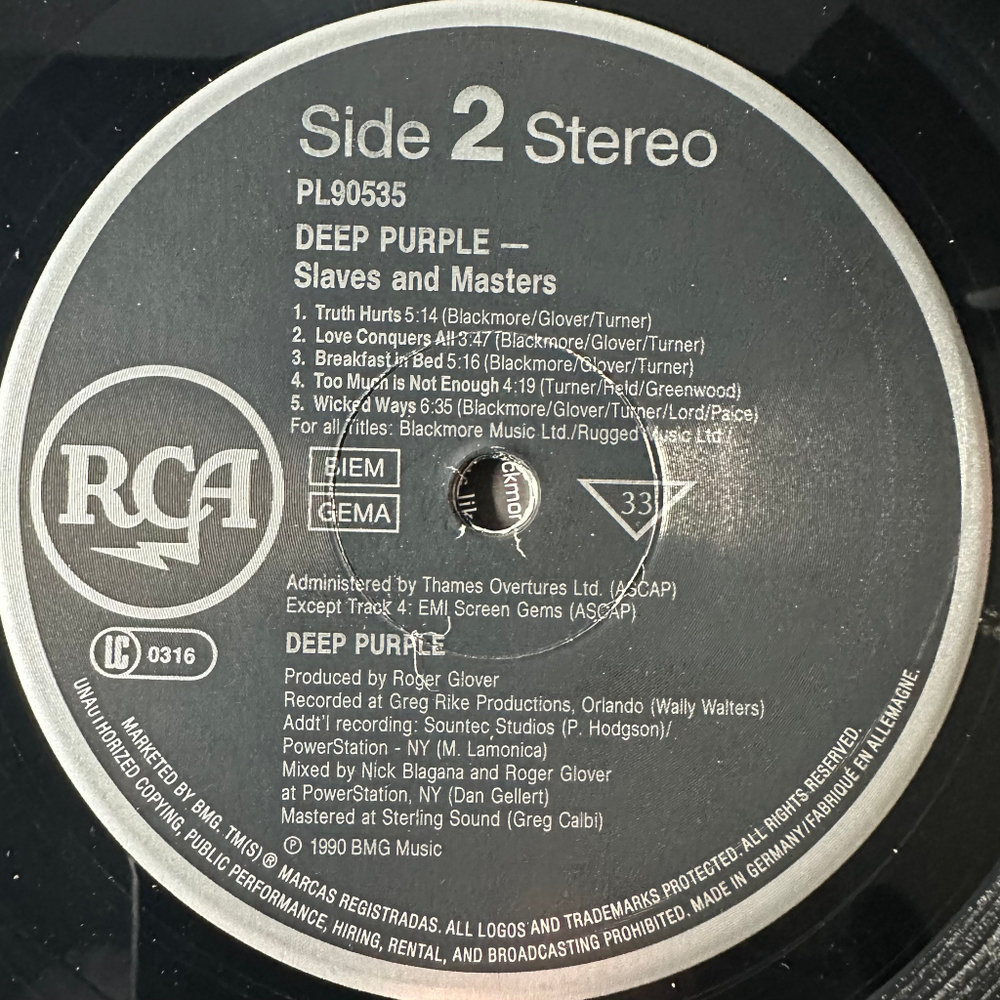 Side 2 Stereo
PL90535
DEEP PURPLE —
Slaves and Masters
1. Truth Hurts 5:14 (Blackmore/Glover/Turner)
2. Love Conquers All 3:47 (Blackmore/Glover/Turner)
3. Breakfast in Bed 5:16 (Blackmore/Glover/Turner)
4. Too Much is Not Enough 4:19 (Turner/Held/Greenwood)
5. Wicked Ways 6:35 (Blackmore/Glover/Turner/Lord/Paice)
For all Titles: Blackmore Music Ltd./Rugged Music Ltd./
RCA
BIEM
GEMA
33
Administered by Thames Overtures Ltd. (ASCAP)
Except Track 4: EMI Screen Gems (ASCAP)
LC 0316
DEEP PURPLE
Produced by Roger Glover
Recorded at Greg Rike Productions, Orlando (Wally Walters)
Addt'l recording: Sountec Studios (P. Hodgson)/
PowerStation - NY (M. Lamonica)
Mixed by Nick Blagana and Roger Glover
at PowerStation, NY (Dan Gellert)
Mastered at Sterling Sound (Greg Calbi)
℗ 1990 BMG Music
MARKETED BY BMG. TM(S) ® MARCAS REGISTRADAS. ALL LOGOS AND TRADEMARKS PROTECTED. ALL RIGHTS RESERVED.
UNAUTHORIZED COPYING, PUBLIC PERFORMANCE, HIRING, RENTAL, AND BROADCASTING PROHIBITED. MADE IN GERMANY/FABRIQUÉ EN ALLEMAGNE.